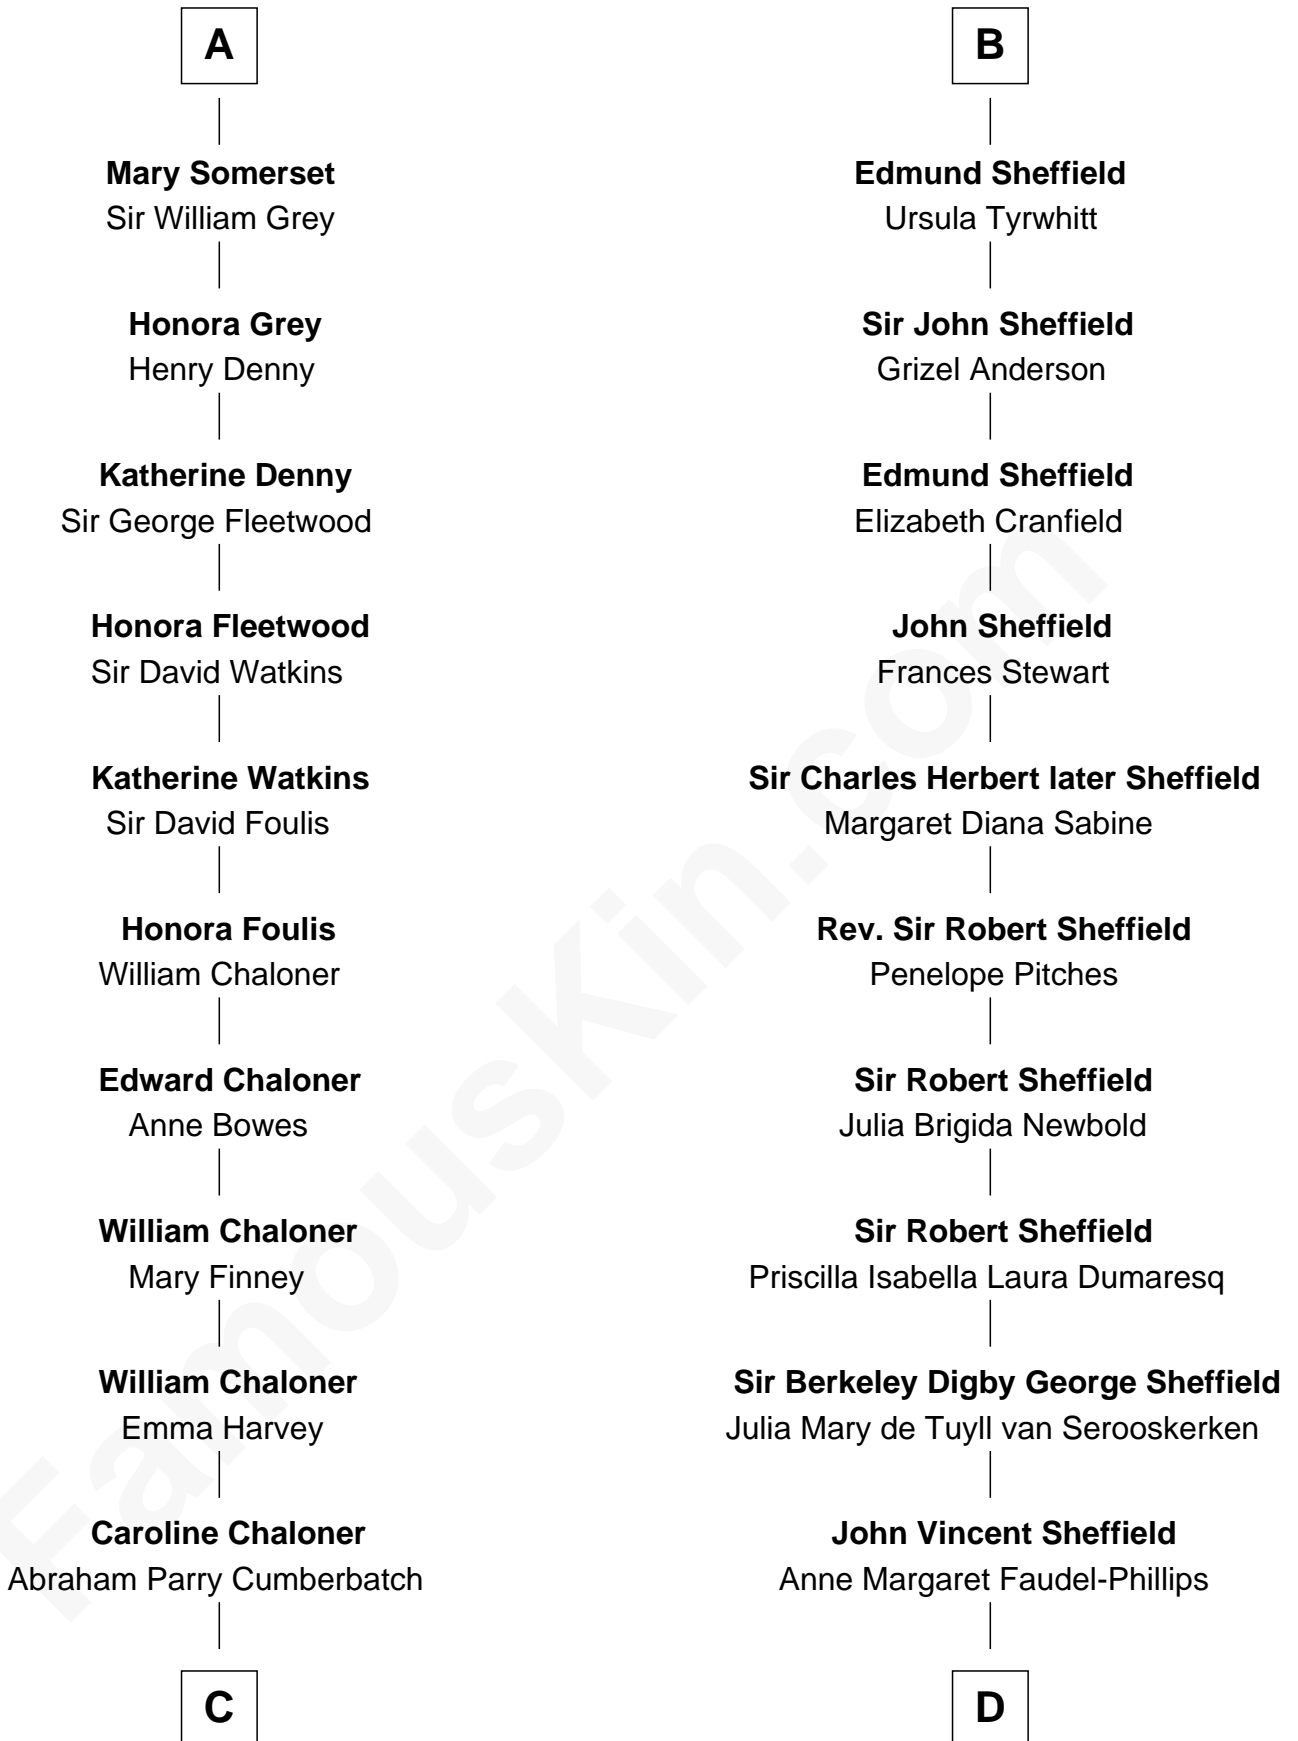 A
Mary Somerset
Sir William Grey
Honora Grey
Henry Denny
Katherine Denny
Sir George Fleetwood
Honora Fleetwood
Sir David Watkins
Katherine Watkins
Sir David Foulis
Honora Foulis
William Chaloner
Edward Chaloner
Anne Bowes
William Chaloner
Mary Finney
William Chaloner
Emma Harvey
Caroline Chaloner
Abraham Parry Cumberbatch
C
B
Edmund Sheffield
Ursula Tyrwhitt
Sir John Sheffield
Grizel Anderson
Edmund Sheffield
Elizabeth Cranfield
John Sheffield
Frances Stewart
Sir Charles Herbert later Sheffield
Margaret Diana Sabine
Rev. Sir Robert Sheffield
Penelope Pitches
Sir Robert Sheffield
Julia Brigida Newbold
Sir Robert Sheffield
Priscilla Isabella Laura Dumaresq
Sir Berkeley Digby George Sheffield
Julia Mary de Tuyll van Serooskerken
John Vincent Sheffield
Anne Margaret Faudel-Phillips
D
FamousKin.com